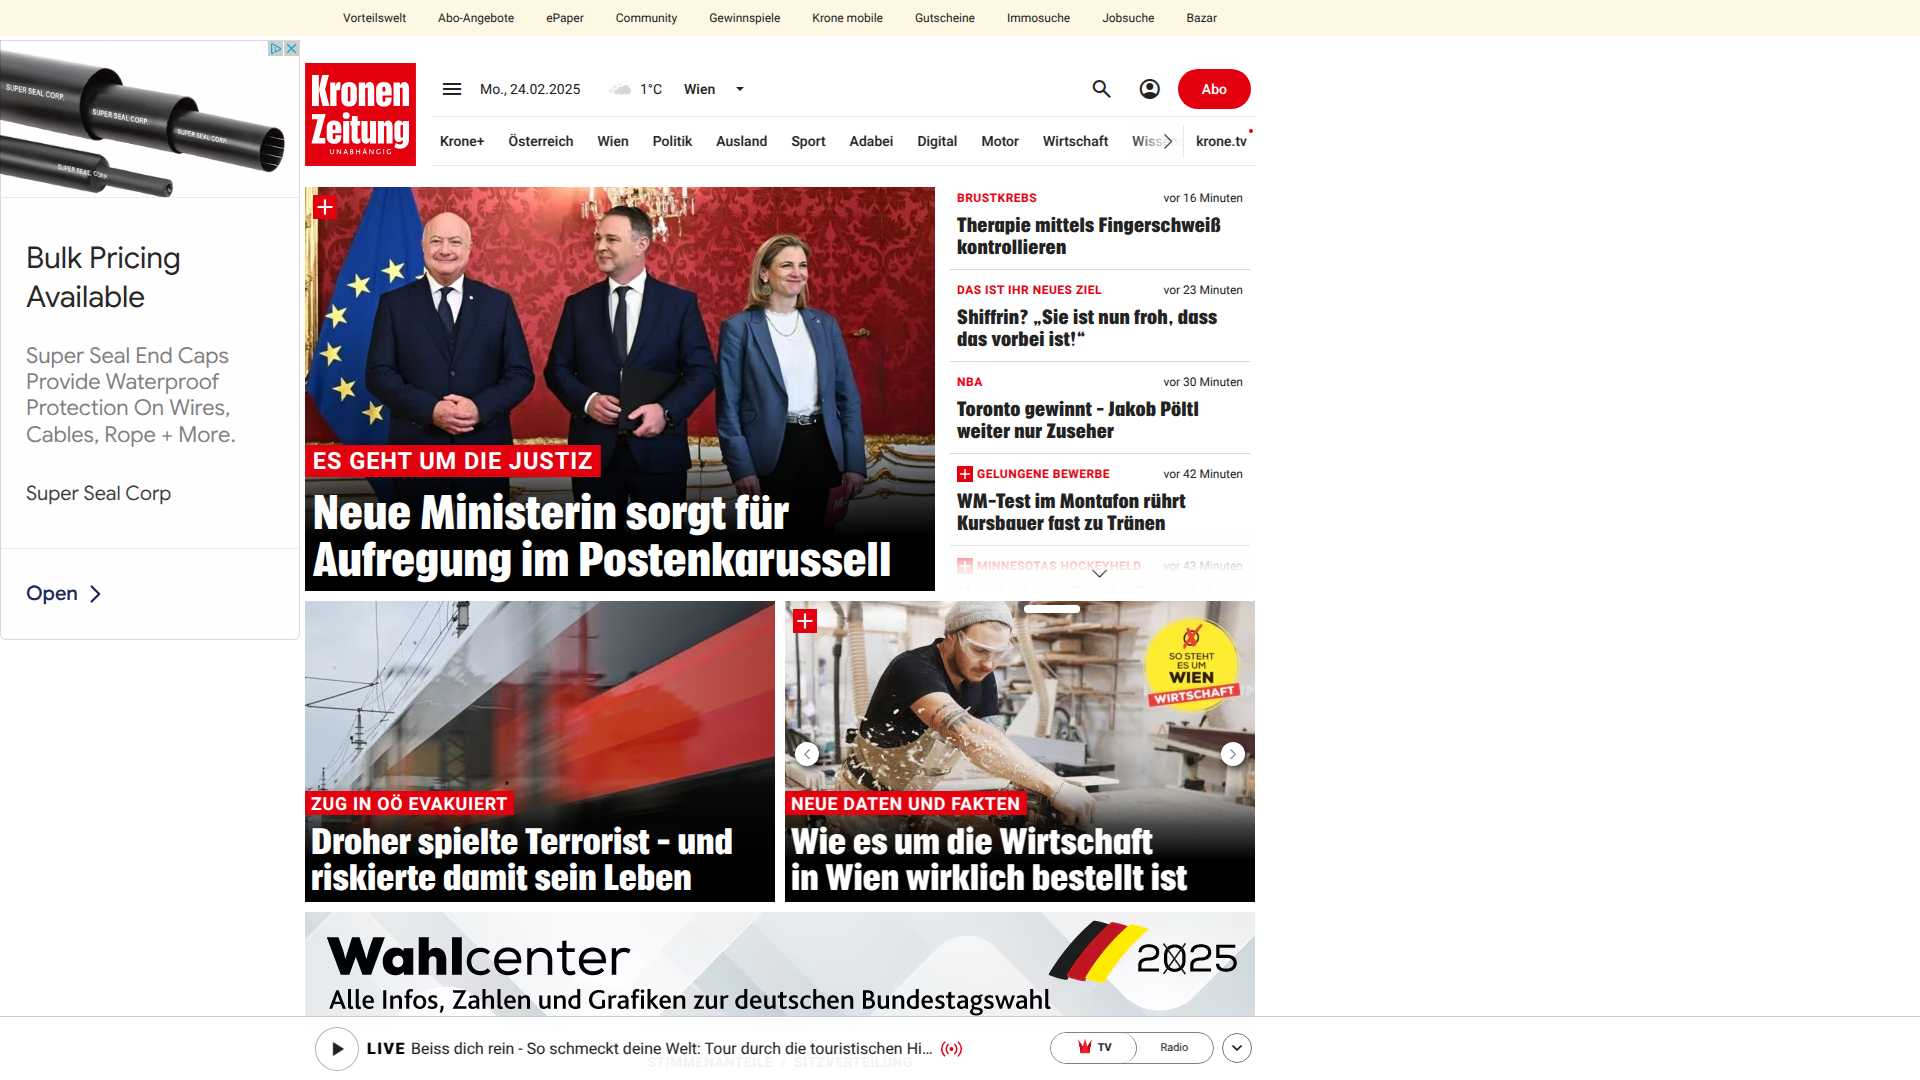 Vorteilswelt Abo-Angebote ePaper Community Gewinnspiele Krone mobile Gutscheine Immosuche Jobsuche Bazar
Kronen
Zeitung
UNABHÄNGIG
Mo., 24.02.2025 1°C Wien Abo
Krone+ Österreich Wien Politik Ausland Sport Adabei Digital Motor Wirtschaft krone.tv
SUPER SEAL CORP.
SUPER SEAL CORP.
SUPER SEAL CORP.
SUPER SEAL CORP.
Bulk Pricing
Available
Super Seal End Caps
Provide Waterproof
Protection On Wires,
Cables, Rope + More.
Super Seal Corp
Open
ES GEHT UM DIE JUSTIZ
Neue Ministerin sorgt für
Aufregung im Postenkarussell
BRUSTKREBS vor 16 Minuten
Therapie mittels Fingerschweiß
kontrollieren
DAS IST IHR NEUES ZIEL vor 23 Minuten
Shiffrin? „Sie ist nun froh, dass
das vorbei ist!“
NBA vor 30 Minuten
Toronto gewinnt - Jakob Pöltl
weiter nur Zuseher
GELUNGENE BEWERBE vor 42 Minuten
WM-Test im Montafon rührt
Kursbauer fast zu Tränen
MINNESOTAS HOCKEYHELD vor 43 Minuten
ZUG IN OÖ EVAKUIERT
Droher spielte Terrorist - und
riskierte damit sein Leben
SO STEHT
ES UM
WIEN
WIRTSCHAFT
NEUE DATEN UND FAKTEN
Wie es um die Wirtschaft
in Wien wirklich bestellt ist
Wahlcenter 2025
Alle Infos, Zahlen und Grafiken zur deutschen Bundestagswahl
LIVE Beiss dich rein - So schmeckt deine Welt: Tour durch die touristischen Hi... TV Radio
STIMMENANTEILE / SITZVERTEILUNG